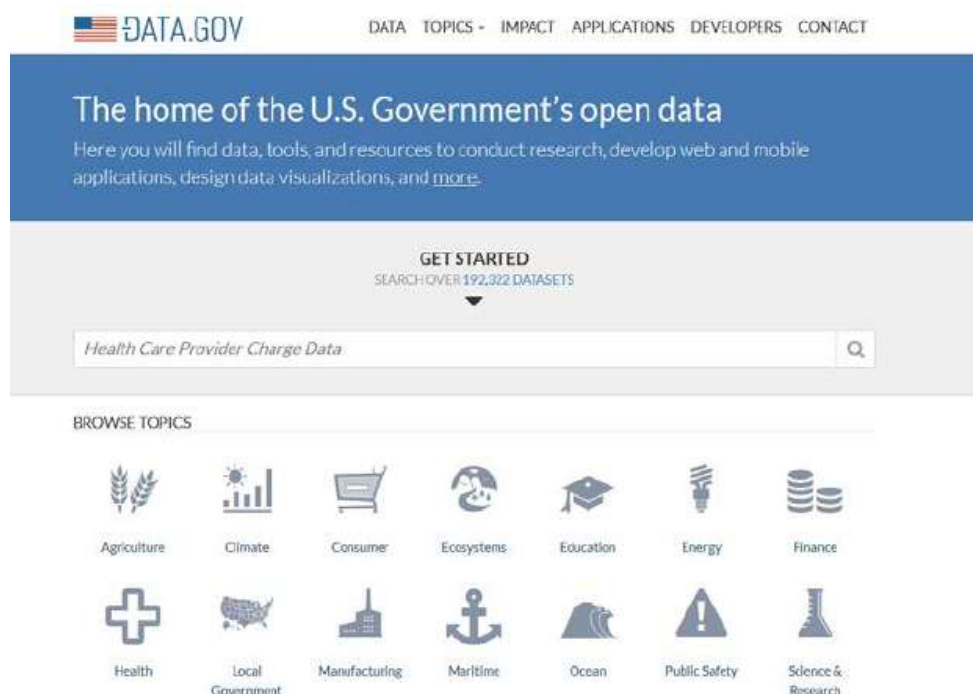 DATA.GOV
DATA TOPICS IMPACT APPLICATIONS DEVELOPERS CONTACT
The home of the U.S. Government's open data
Here you will find data, tools, and resources to conduct research, develop web and mobile
applications, design data visualizations, and more.
GET STARTED
SEARCH OVER 192,322 DATASETS
Health Care Provider Charge Data
BROWSE TOPICS
Agriculture Climate Consumer Ecosystems Education Energy Finance
Health Local Manufacturing Maritime Ocean Public Safety Science &
Government Research